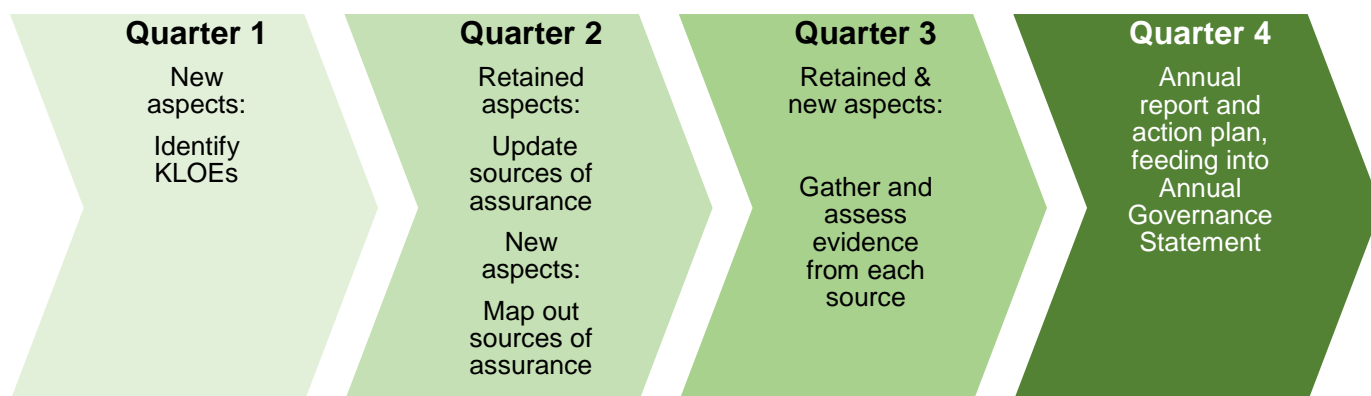 Quarter 1
New
aspects:
Identify
KLOEs
Quarter 2
Retained
aspects:
Update
sources of
assurance
New
aspects:
Map out
sources of
assurance
Quarter 3
Retained &
new aspects:
Gather and
assess
evidence
from each
source
Quarter 4
Annual
report and
action plan,
feeding into
Annual
Governance
Statement